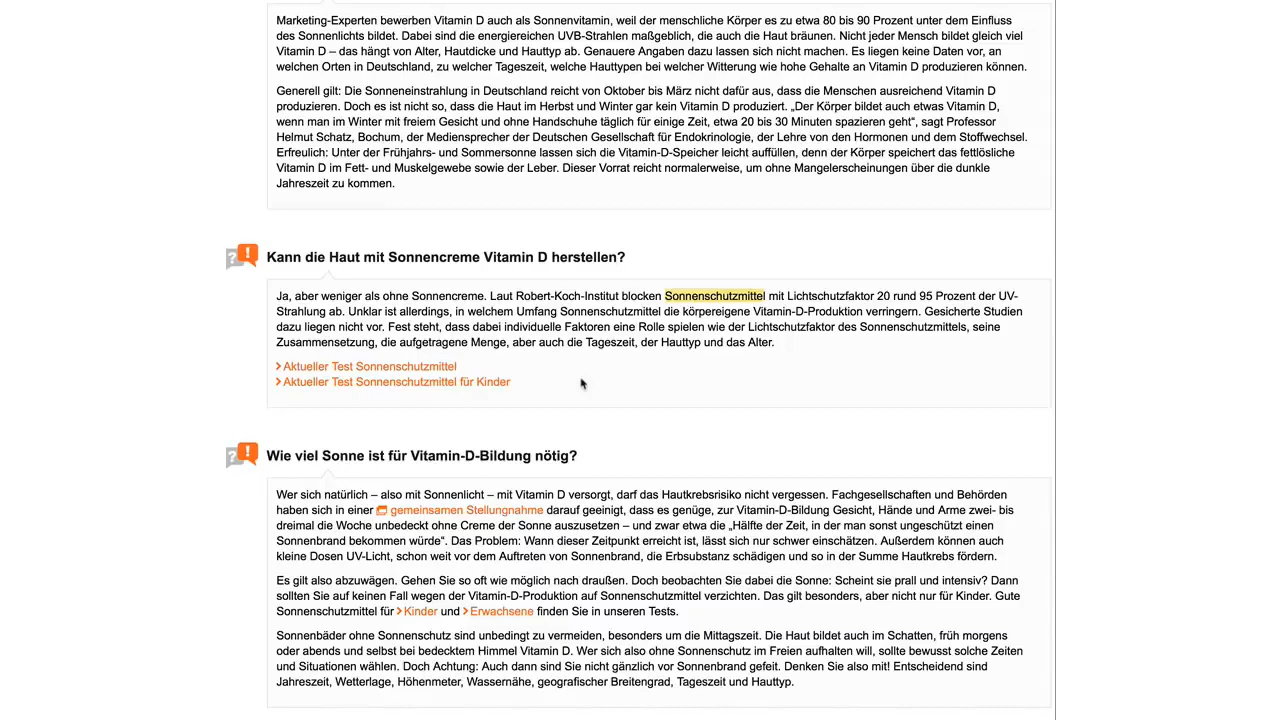 Marketing-Experten bewerben Vitamin D auch als Sonnenvitamin, weil der menschliche Körper es zu etwa 80 bis 90 Prozent unter dem Einfluss
des Sonnenlichts bildet. Dabei sind die energiereichen UVB-Strahlen maßgeblich, die auch die Haut bräunen. Nicht jeder Mensch bildet gleich viel
Vitamin D – das hängt von Alter, Hautdicke und Hauttyp ab. Genauere Angaben dazu lassen sich nicht machen. Es liegen keine Daten vor, an
welchen Orten in Deutschland, zu welcher Tageszeit, welche Hauttypen bei welcher Witterung wie hohe Gehalte an Vitamin D produzieren können.
Generell gilt: Die Sonneneinstrahlung in Deutschland reicht von Oktober bis März nicht dafür aus, dass die Menschen ausreichend Vitamin D
produzieren. Doch es ist nicht so, dass die Haut im Herbst und Winter gar kein Vitamin D produziert. „Der Körper bildet auch etwas Vitamin D,
wenn man im Winter mit freiem Gesicht und ohne Handschuhe täglich für einige Zeit, etwa 20 bis 30 Minuten spazieren geht“, sagt Professor
Helmut Schatz, Bochum, der Mediensprecher der Deutschen Gesellschaft für Endokrinologie, der Lehre von den Hormonen und dem Stoffwechsel.
Erfreulich: Unter der Frühjahrs- und Sommersonne lassen sich die Vitamin-D-Speicher leicht auffüllen, denn der Körper speichert das fettlösliche
Vitamin D im Fett- und Muskelgewebe sowie der Leber. Dieser Vorrat reicht normalerweise, um ohne Mangelerscheinungen über die dunkle
Jahreszeit zu kommen.
? ! Kann die Haut mit Sonnencreme Vitamin D herstellen?
Ja, aber weniger als ohne Sonnencreme. Laut Robert-Koch-Institut blocken Sonnenschutzmittel mit Lichtschutzfaktor 20 rund 95 Prozent der UV-
Strahlung ab. Unklar ist allerdings, in welchem Umfang Sonnenschutzmittel die körpereigene Vitamin-D-Produktion verringern. Gesicherte Studien
dazu liegen nicht vor. Fest steht, dass dabei individuelle Faktoren eine Rolle spielen wie der Lichtschutzfaktor des Sonnenschutzmittels, seine
Zusammensetzung, die aufgetragene Menge, aber auch die Tageszeit, der Hauttyp und das Alter.
Aktueller Test Sonnenschutzmittel
Aktueller Test Sonnenschutzmittel für Kinder
? ! Wie viel Sonne ist für Vitamin-D-Bildung nötig?
Wer sich natürlich – also mit Sonnenlicht – mit Vitamin D versorgt, darf das Hautkrebsrisiko nicht vergessen. Fachgesellschaften und Behörden
haben sich in einer gemeinsamen Stellungnahme darauf geeinigt, dass es genüge, zur Vitamin-D-Bildung Gesicht, Hände und Arme zwei- bis
dreimal die Woche unbedeckt ohne Creme der Sonne auszusetzen – und zwar etwa die „Hälfte der Zeit, in der man sonst ungeschützt einen
Sonnenbrand bekommen würde“. Das Problem: Wann dieser Zeitpunkt erreicht ist, lässt sich nur schwer einschätzen. Außerdem können auch
kleine Dosen UV-Licht, schon weit vor dem Auftreten von Sonnenbrand, die Erbsubstanz schädigen und so in der Summe Hautkrebs fördern.
Es gilt also abzuwägen. Gehen Sie so oft wie möglich nach draußen. Doch beobachten Sie dabei die Sonne: Scheint sie prall und intensiv? Dann
sollten Sie auf keinen Fall wegen der Vitamin-D-Produktion auf Sonnenschutzmittel verzichten. Das gilt besonders, aber nicht nur für Kinder. Gute
Sonnenschutzmittel für Kinder und Erwachsene finden Sie in unseren Tests.
Sonnenbäder ohne Sonnenschutz sind unbedingt zu vermeiden, besonders um die Mittagszeit. Die Haut bildet auch im Schatten, früh morgens
oder abends und selbst bei bedecktem Himmel Vitamin D. Wer sich also ohne Sonnenschutz im Freien aufhalten will, sollte bewusst solche Zeiten
und Situationen wählen. Doch Achtung: Auch dann sind Sie nicht gänzlich vor Sonnenbrand gefeit. Denken Sie also mit! Entscheidend sind
Jahreszeit, Wetterlage, Höhenmeter, Wassernähe, geografischer Breitengrad, Tageszeit und Hauttyp.